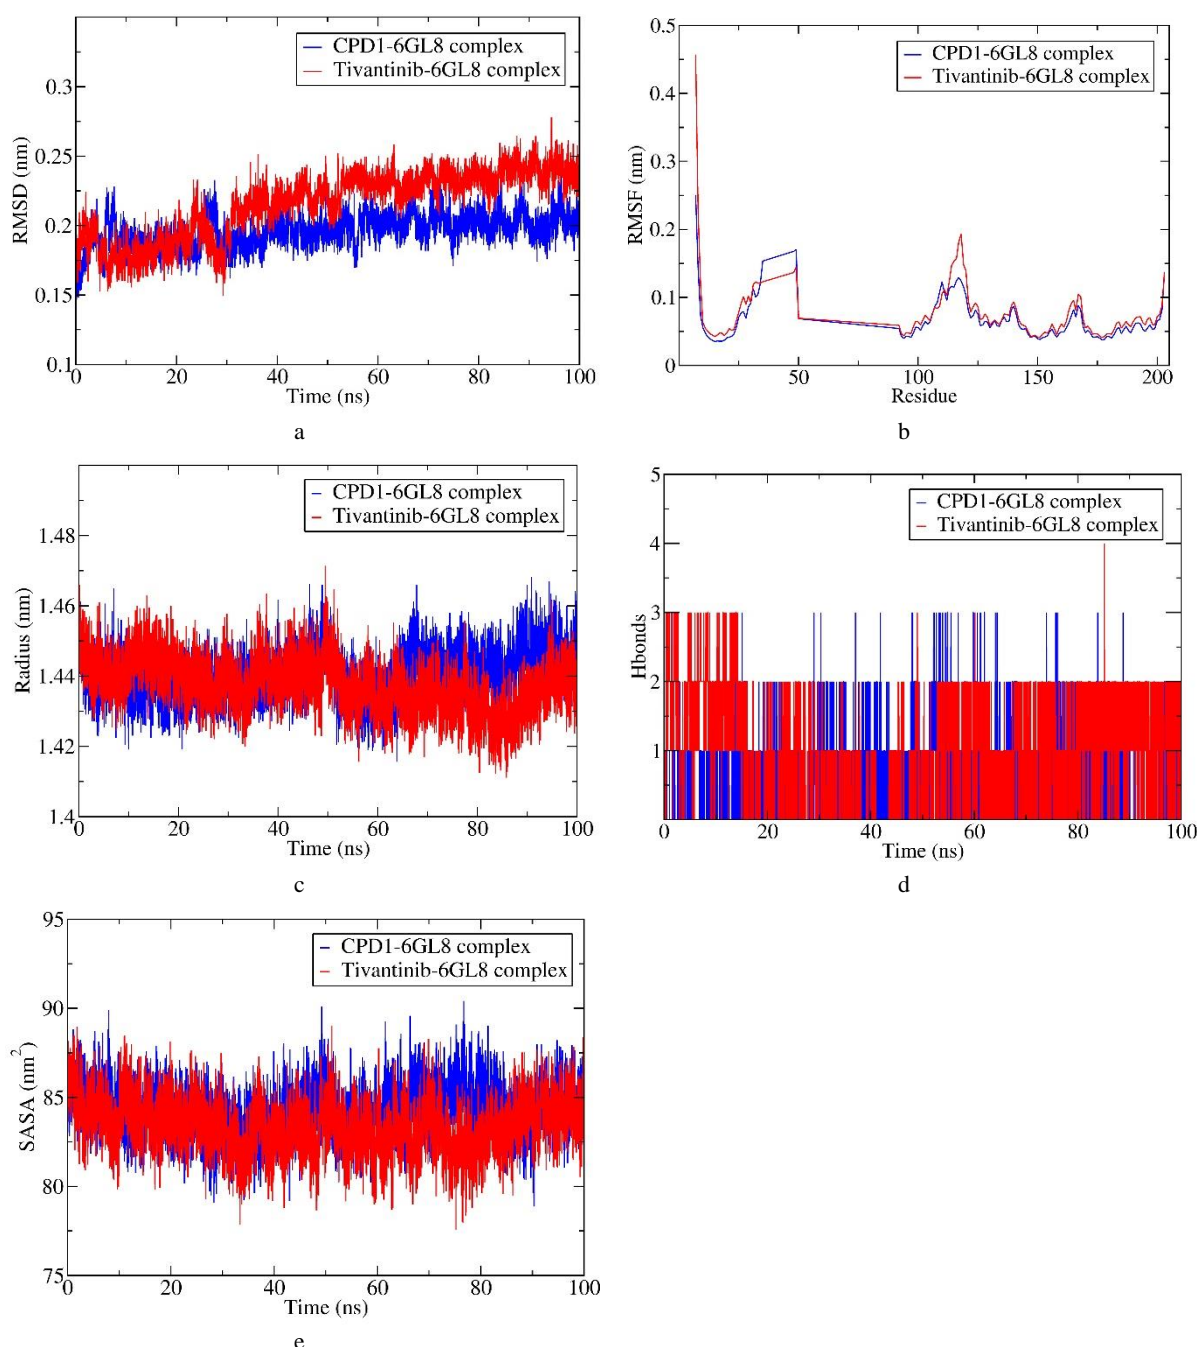 CPD1-6GL8 complex
Tivantinib-6GL8 complex
RMSD (nm)
0.3
0.25
0.2
0.15
0.1
0 20 40 60 80 100
Time (ns)
a
CPD1-6GL8 complex
Tivantinib-6GL8 complex
RMSF (nm)
0.5
0.4
0.3
0.2
0.1
0
50 100 150 200
Residue
b
CPD1-6GL8 complex
Tivantinib-6GL8 complex
Radius (nm)
1.48
1.46
1.44
1.42
1.4
0 20 40 60 80 100
Time (ns)
c
CPD1-6GL8 complex
Tivantinib-6GL8 complex
Hbonds
5
4
3
2
1
0 20 40 60 80 100
Time (ns)
d
CPD1-6GL8 complex
Tivantinib-6GL8 complex
SASA (nm²)
95
90
85
80
75
0 20 40 60 80 100
Time (ns)
e